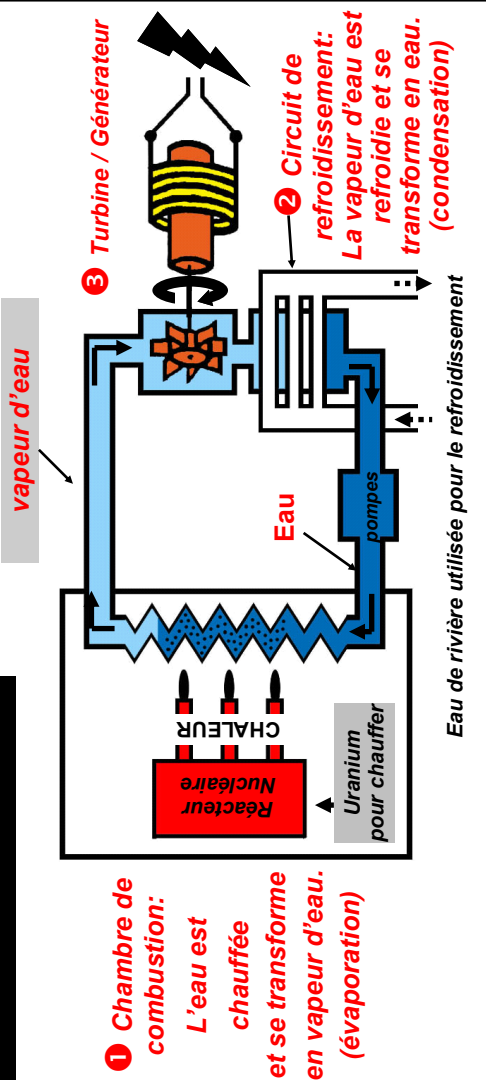 vapeur d'eau
❸ Turbine / Générateur
❶ Chambre de
combustion:
L'eau est
chauffée
et se transforme
en vapeur d'eau.
(évaporation)
Réacteur
Nucléaire
CHALEUR
Uranium
pour chauffer
Eau
pompes
❷ Circuit de
refroidissement:
La vapeur d'eau est
refroidie et se
transforme en eau.
(condensation)
Eau de rivière utilisée pour le refroidissement